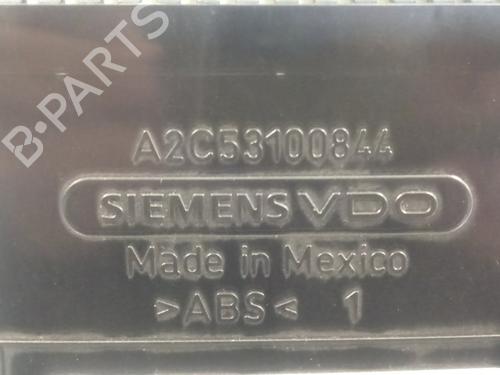 B-PARTS
A2C53100844
SIEMENS VDO
Made in Mexico
>ABS< 1